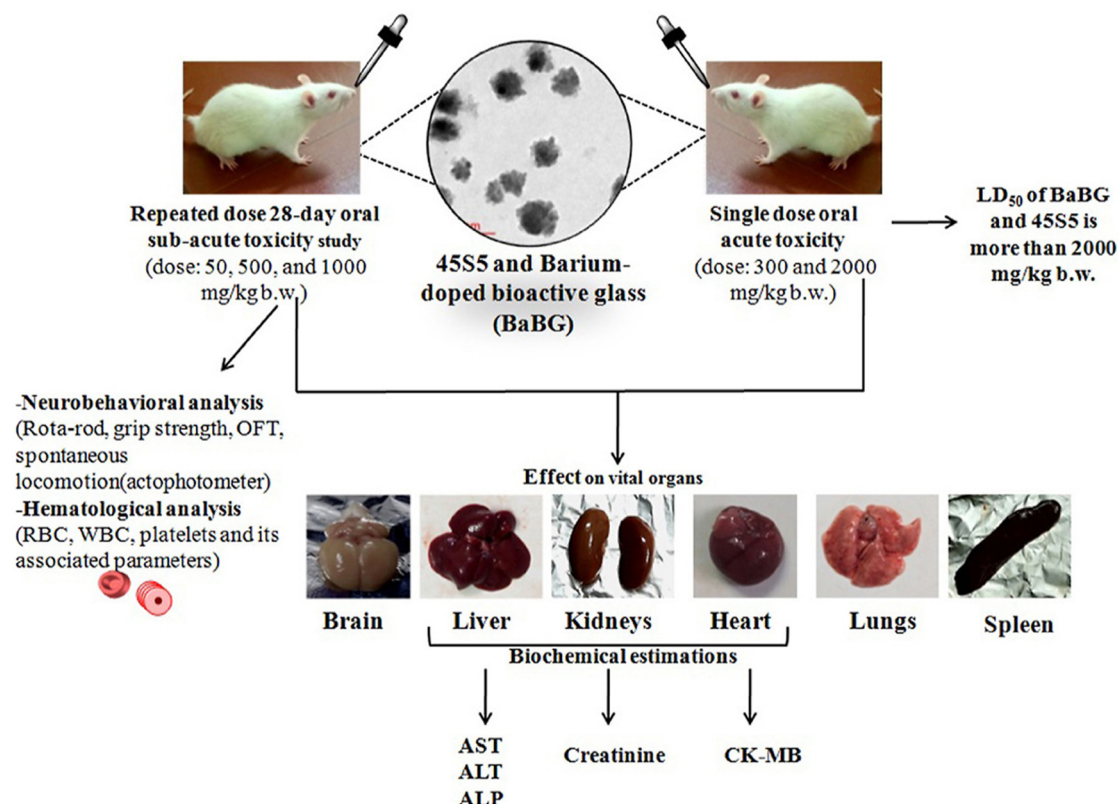 Repeated dose 28-day oral
sub-acute toxicity study
(dose: 50, 500, and 1000
mg/kg b.w.)
45S5 and Barium-
doped bioactive glass
(BaBG)
Single dose oral
acute toxicity
(dose: 300 and 2000
mg/kg b.w.)
LD50 of BaBG
and 45S5 is
more than 2000
mg/kg b.w.
-Neurobehavioral analysis
(Rota-rod, grip strength, OFT,
spontaneous
locomotion(actophotometer)
-Hematological analysis
(RBC, WBC, platelets and its
associated parameters)
Effect on vital organs
Brain
Liver
Kidneys
Heart
Lungs
Spleen
Biochemical estimations
AST
ALT
ALP
Creatinine
CK-MB